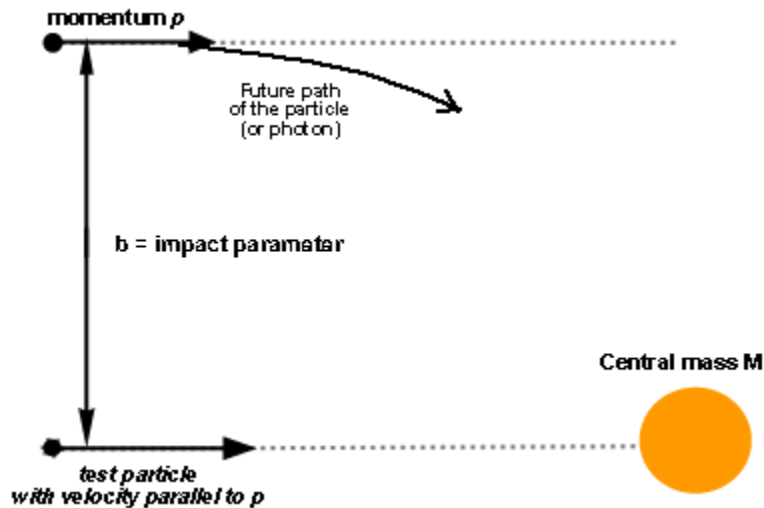 momentum p
Future path
of the particle
(or photon)
b = impact parameter
Central mass M
test particle
with velocity parallel to p